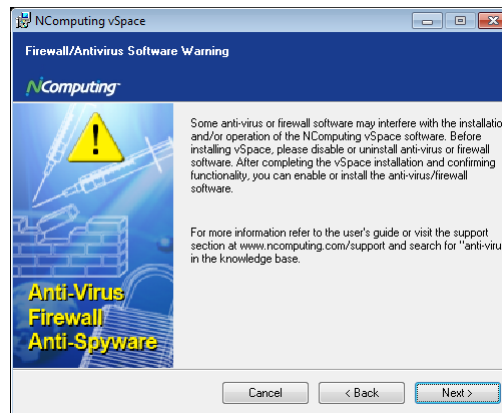 NComputing vSpace
Firewall/Antivirus Software Warning
NComputing
Some anti-virus or firewall software may interfere with the installatio
and/or operation of the NComputing vSpace software. Before
installing vSpace, please disable or uninstall anti-virus or firewall
software. After completing the vSpace installation and confirming
functionality, you can enable or install the anti-virus/firewall
software.
For more information refer to the user's guide or visit the support
section at www.ncomputing.com/support and search for "anti-viru
in the knowledge base.
Anti-Virus
Firewall
Anti-Spyware
Cancel
< Back
Next >